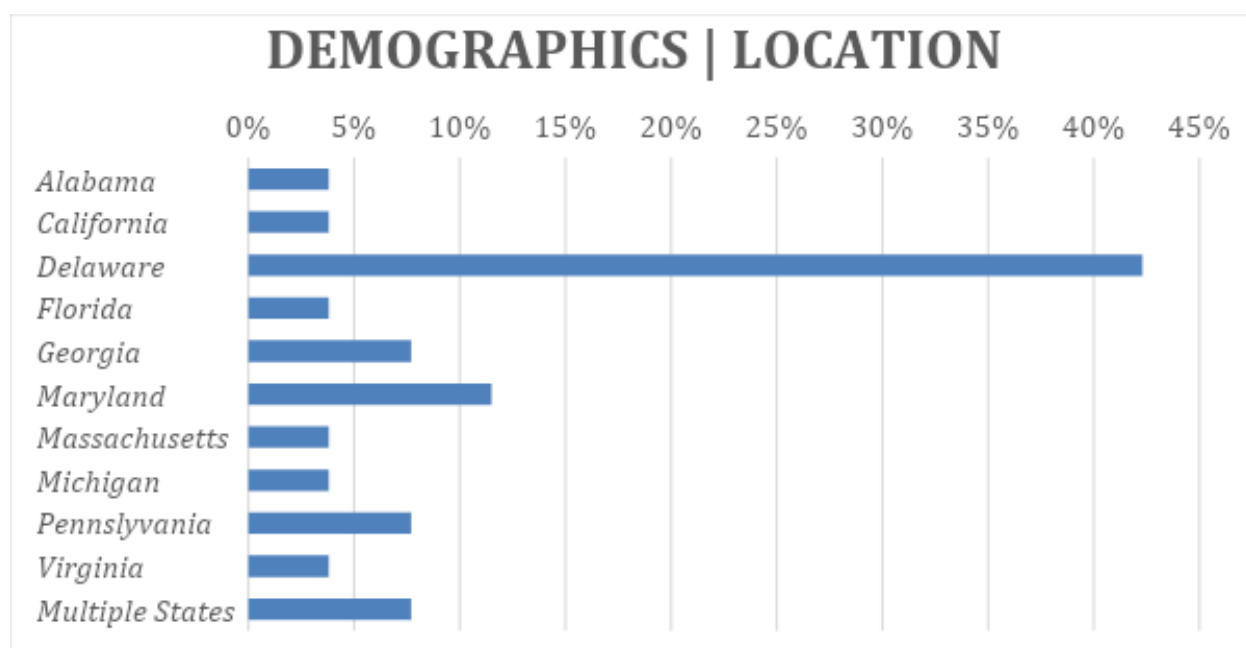 DEMOGRAPHICS | LOCATION
0% 5% 10% 15% 20% 25% 30% 35% 40% 45%
Alabama
California
Delaware
Florida
Georgia
Maryland
Massachusetts
Michigan
Pennslyvania
Virginia
Multiple States